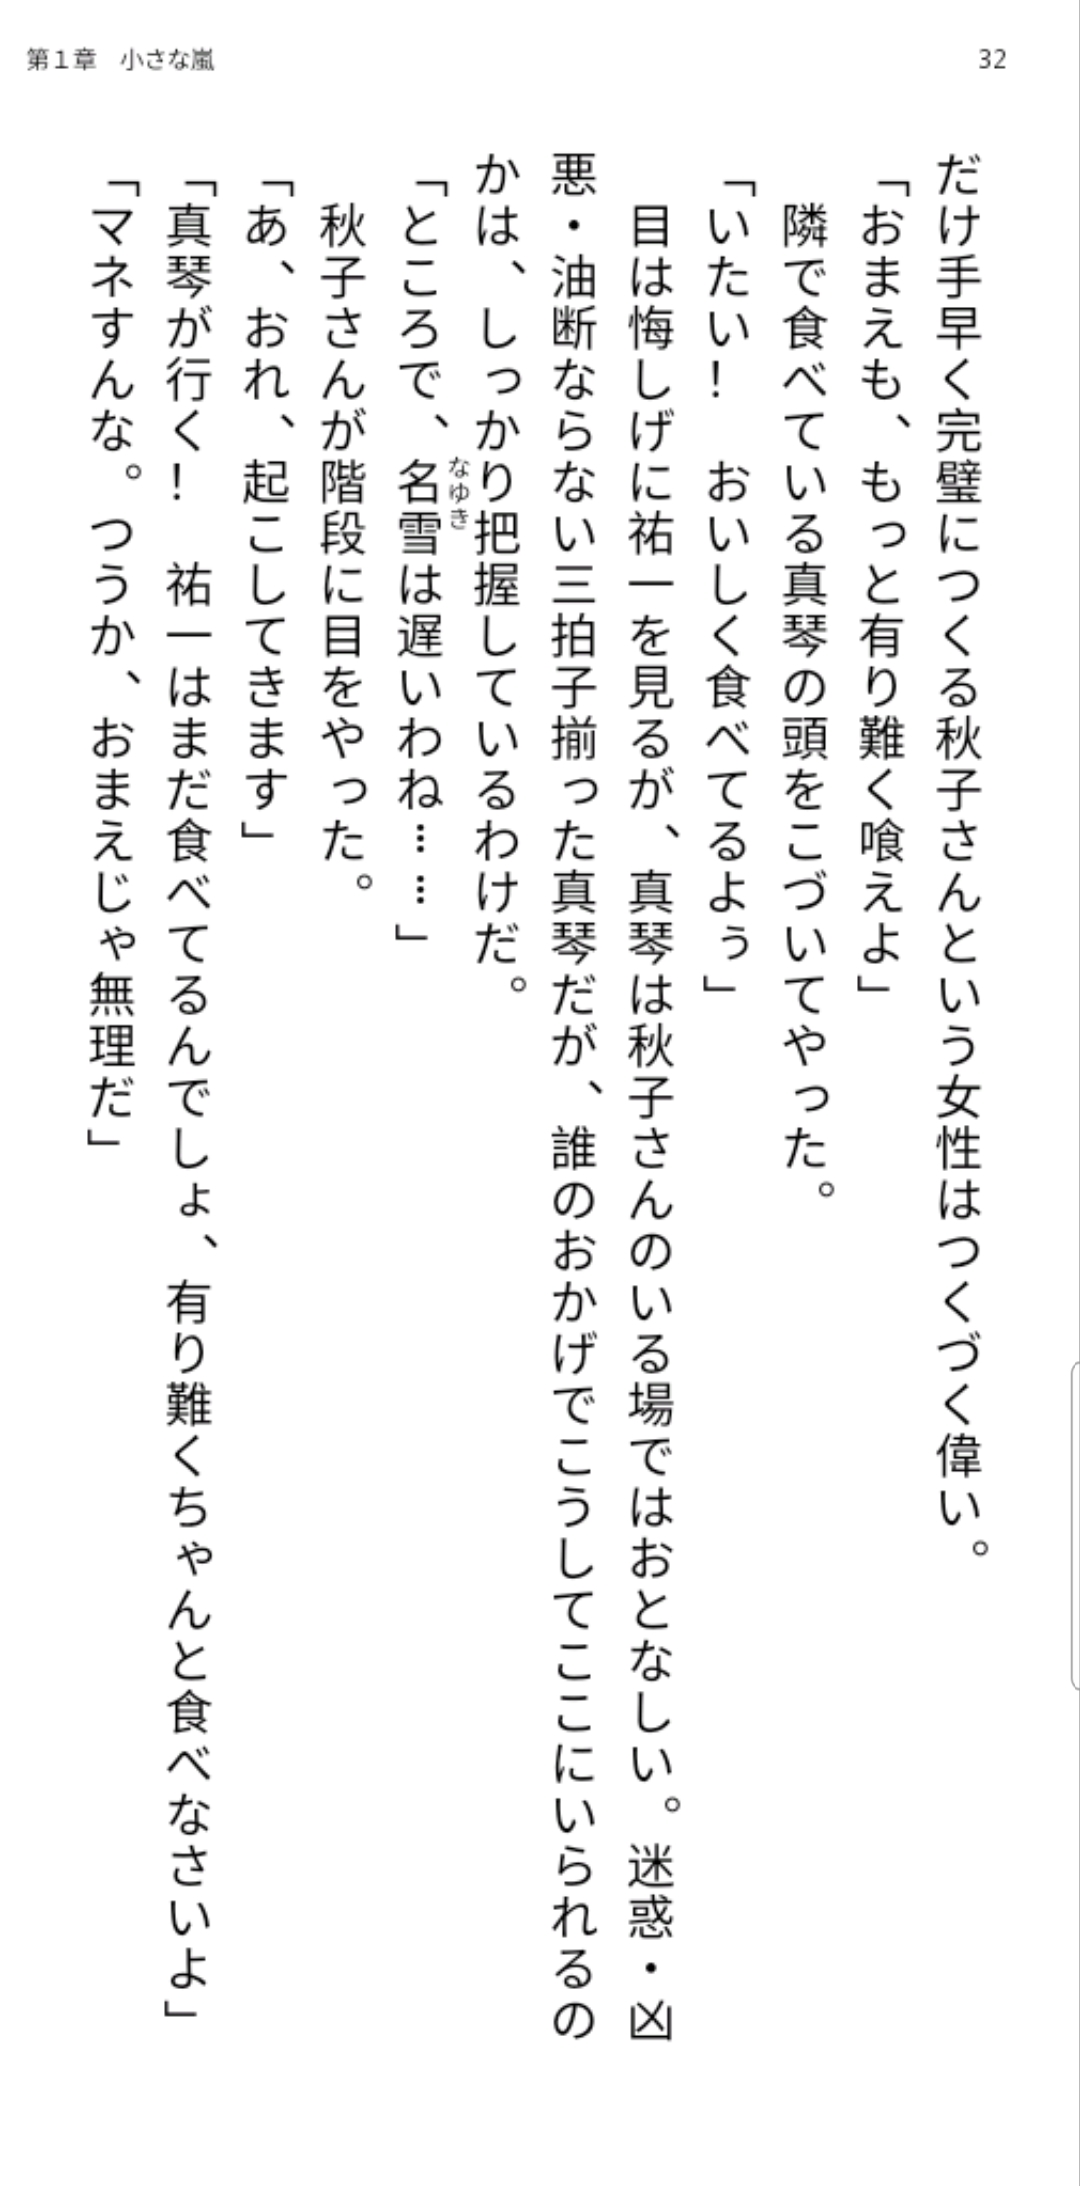 第１章　小さな嵐
32
だけ手早く完璧につくる秋子さんという女性はつくづく偉い。
「おまえも、もっと有り難く喰えよ」
　隣で食べている真琴の頭をこづいてやった。
「いたい！　おいしく食べてるよぅ」
　目は悔しげに祐一を見るが、真琴は秋子さんのいる場ではおとなしい。迷惑・凶
悪・油断ならない三拍子揃った真琴だが、誰のおかげでこうしてここにいられるの
かは、しっかり把握しているわけだ。
なゆき
「ところで、名雪は遅いわね……」
　秋子さんが階段に目をやった。
「あ、おれ、起こしてきます」
「真琴が行く！　祐一はまだ食べてるんでしょ、有り難くちゃんと食べなさいよ」
「マネすんな。つうか、おまえじゃ無理だ」